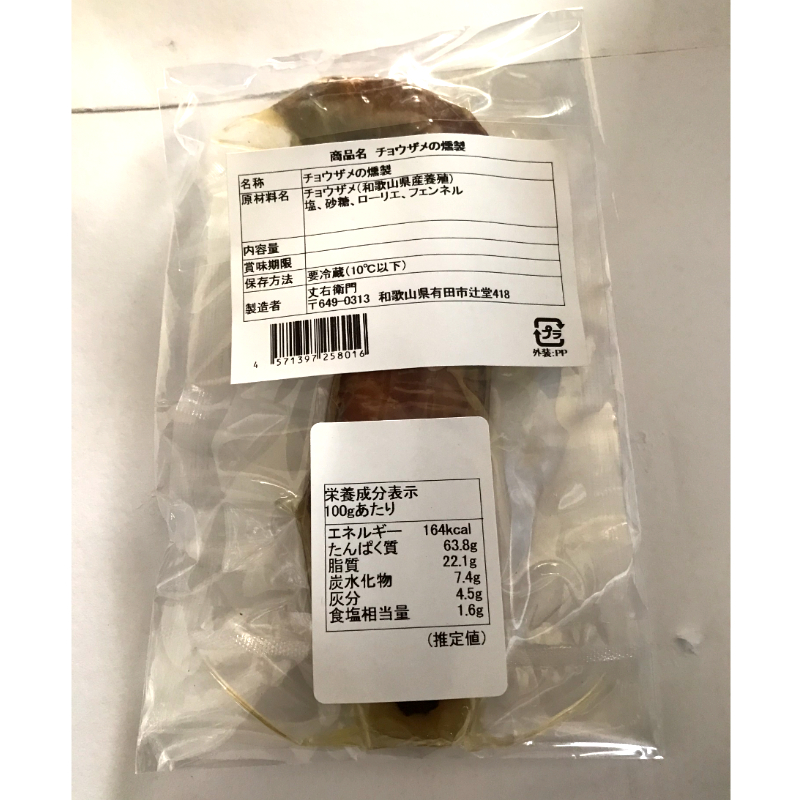 商品名 チョウザメの燻製
名称 チョウザメの燻製
原材料名 チョウザメ(和歌山県産養殖)
塩、砂糖、ローリエ、フェンネル
内容量
賞味期限
保存方法 要冷蔵(10℃以下)
製造者 丈右衛門
〒649-0313 和歌山県有田市辻堂418
4 571397 258016
プラ
外装:PP
栄養成分表示
100gあたり
エネルギー 164kcal
たんぱく質 63.8g
脂質 22.1g
炭水化物 7.4g
灰分 4.5g
食塩相当量 1.6g
(推定値)